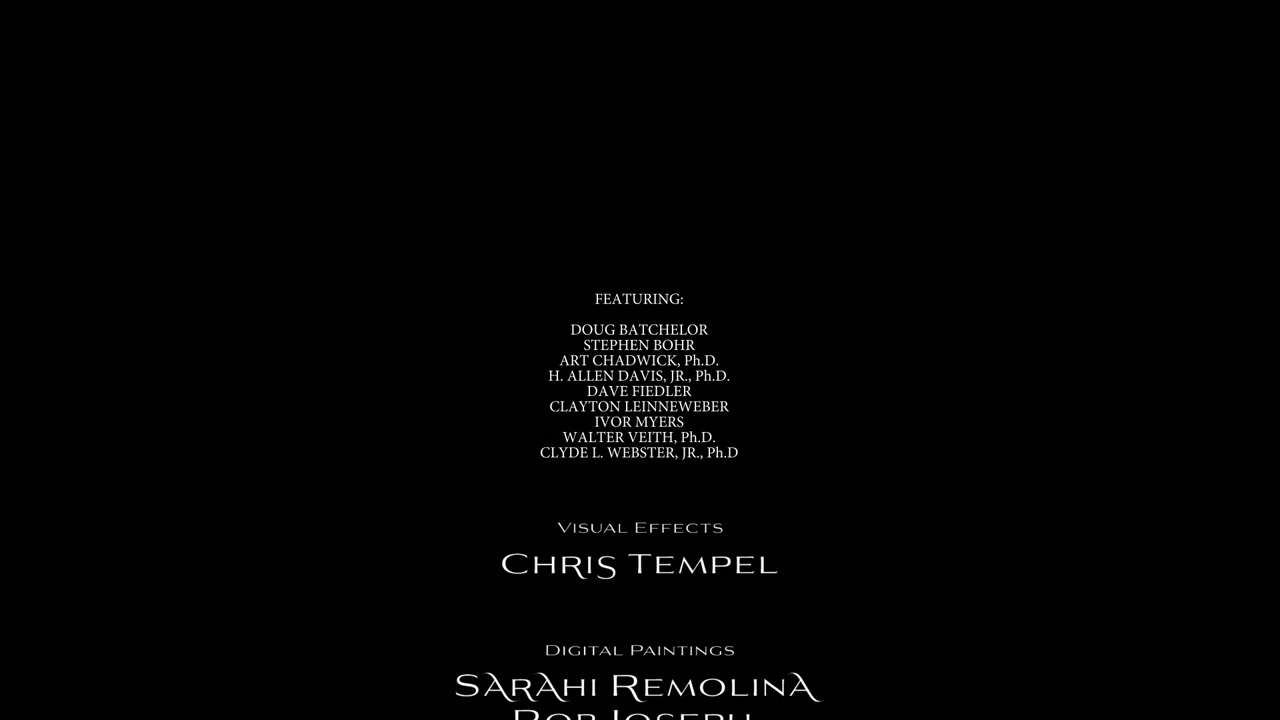 FEATURING:
DOUG BATCHELOR
STEPHEN BOHR
ART CHADWICK, Ph.D.
H. ALLEN DAVIS, JR., Ph.D.
DAVE FIEDLER
CLAYTON LEINNEWEBER
IVOR MYERS
WALTER VEITH, Ph.D.
CLYDE L. WEBSTER, JR., Ph.D
VISUAL EFFECTS
CHRIS TEMPEL
DIGITAL PAINTINGS
SARAHI REMOLINA